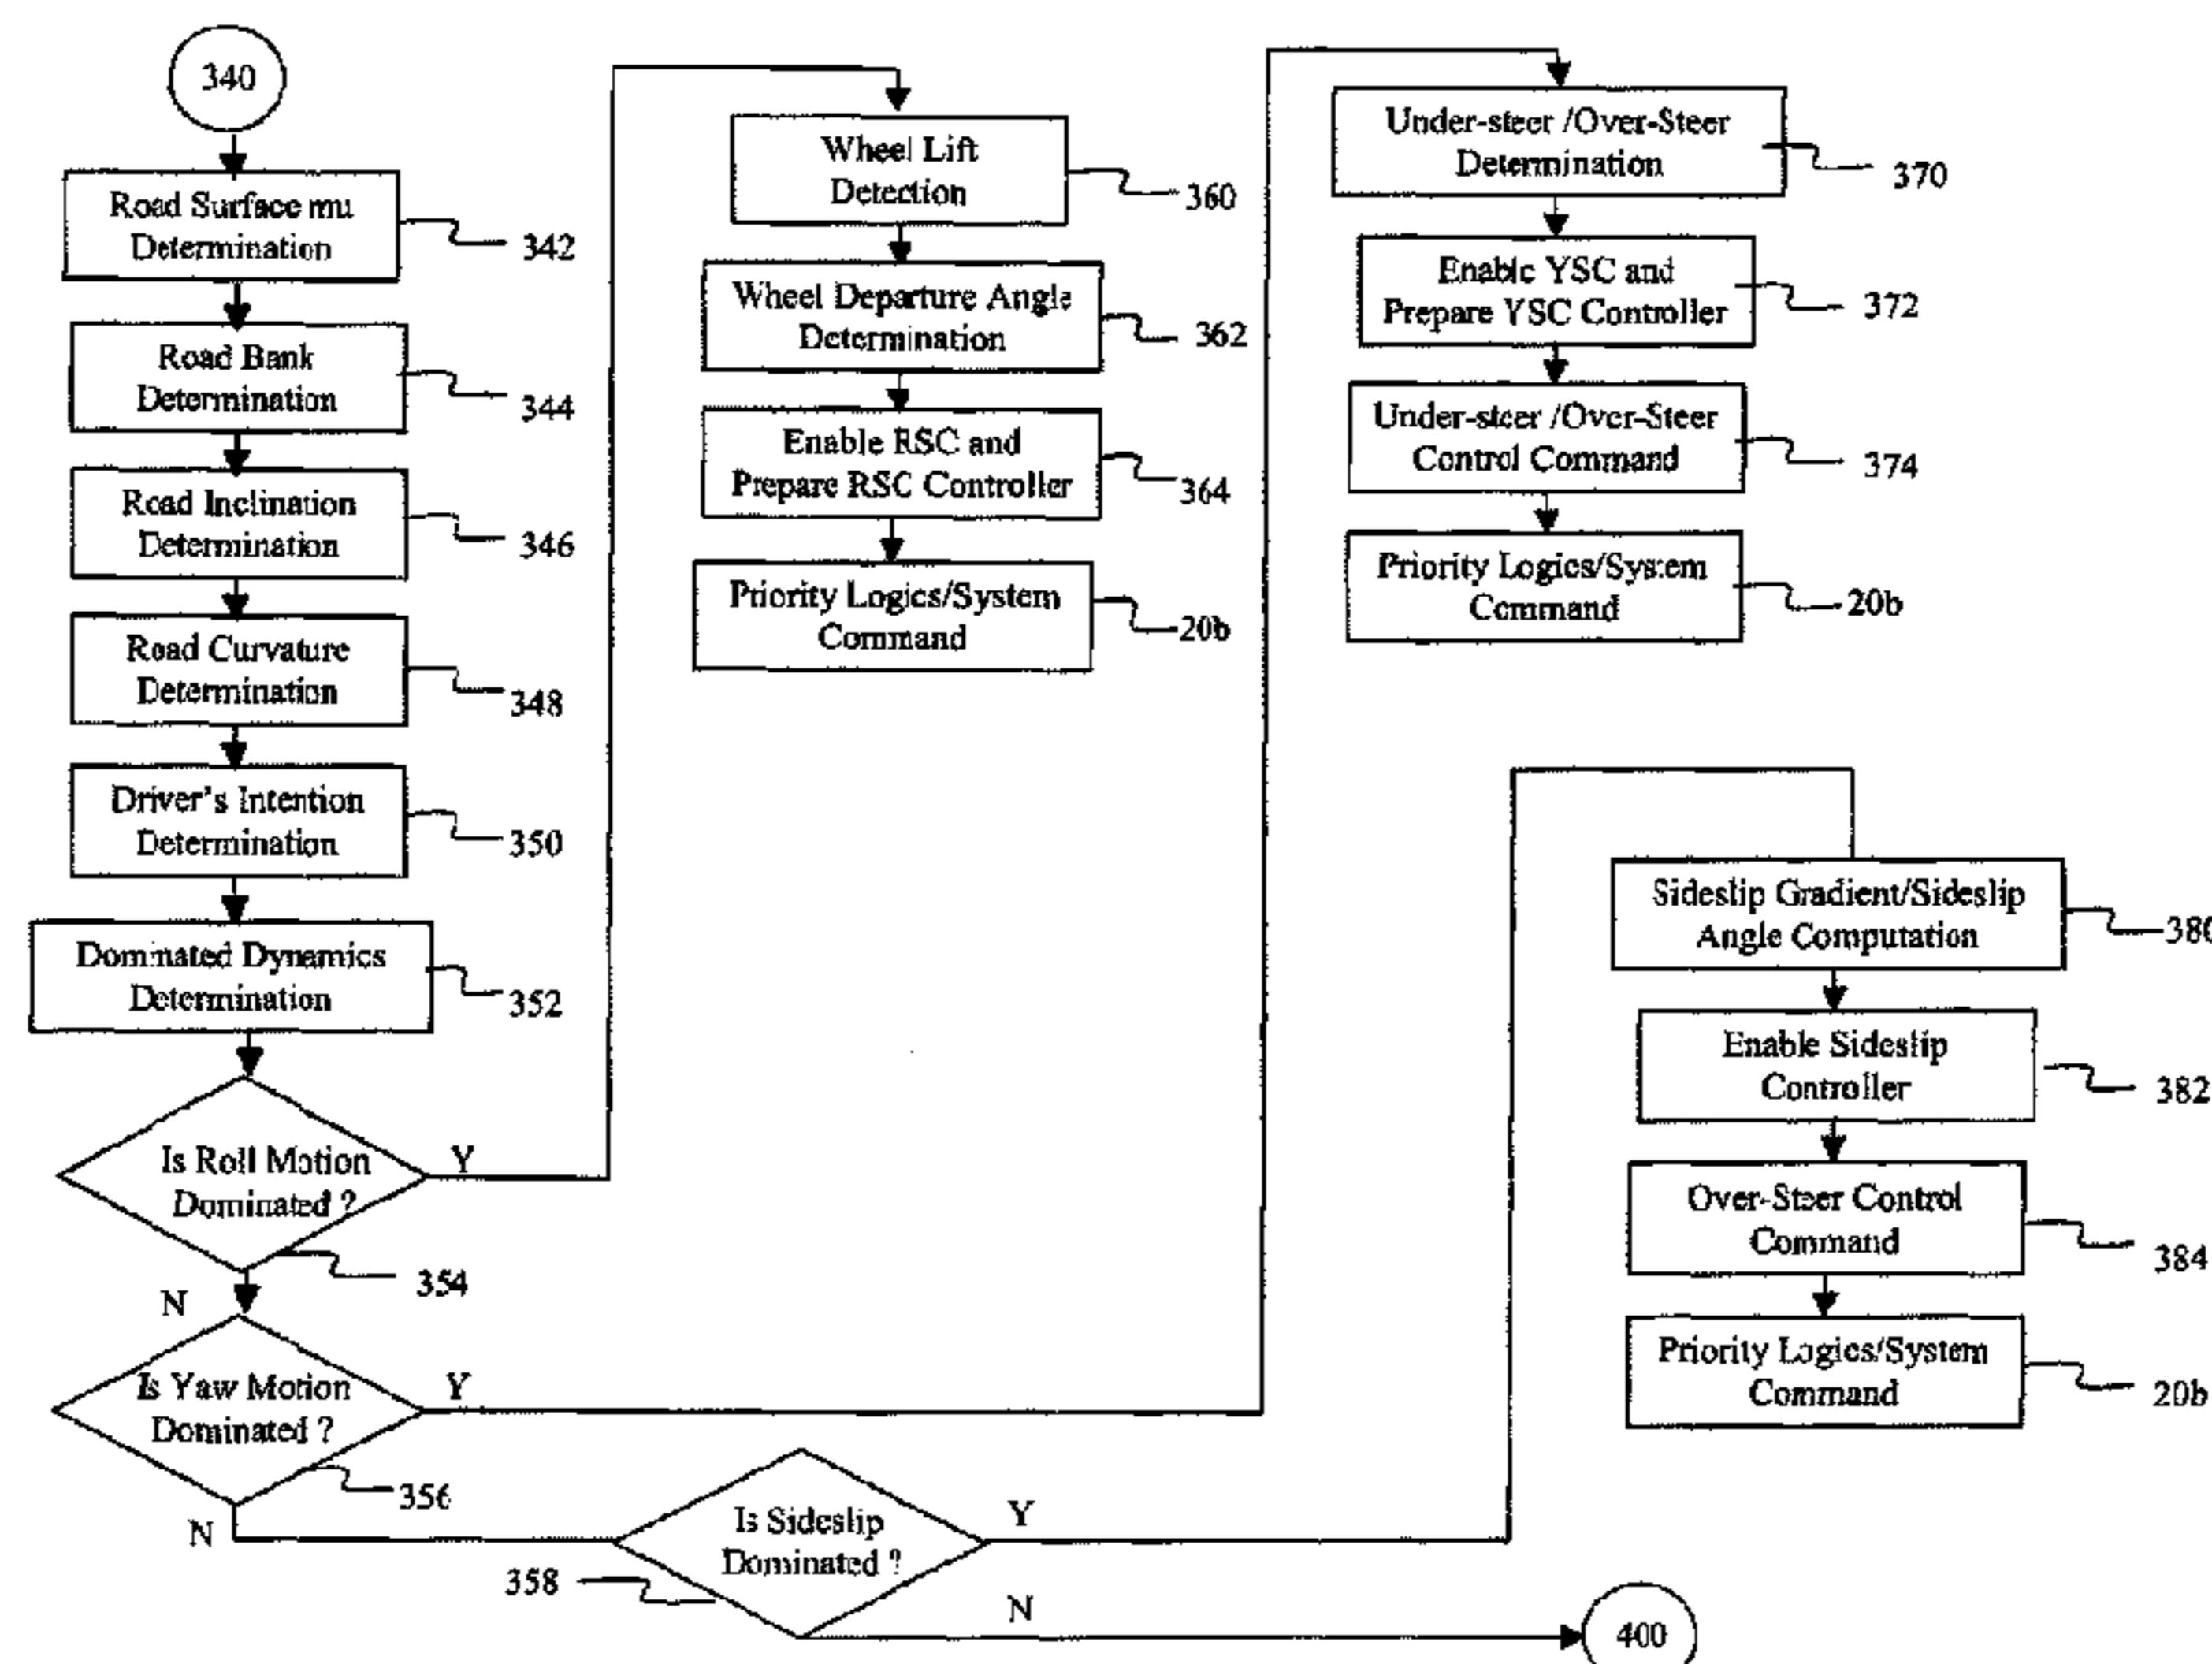 340
Road Surface mu
Determination
342
Road Bank
Determination
344
Road Inclination
Determination
346
Road Curvature
Determination
348
Driver's Intention
Determination
350
Dominated Dynamics
Determination
352
Is Roll Motion
Dominated ?
Y
354
N
Is Yaw Motion
Dominated ?
Y
356
N
Is Sideslip
Dominated ?
Y
358
N
400
Wheel Lift
Detection
360
Wheel Departure Angle
Determination
362
Enable RSC and
Prepare RSC Controller
364
Priority Logics/System
Command
20b
Under-steer /Over-Steer
Determination
370
Enable YSC and
Prepare YSC Controller
372
Under-steer /Over-Steer
Control Command
374
Priority Logics/System
Command
20b
Sideslip Gradient/Sideslip
Angle Computation
380
Enable Sideslip
Controller
382
Over-Steer Control
Command
384
Priority Logics/System
Command
20b